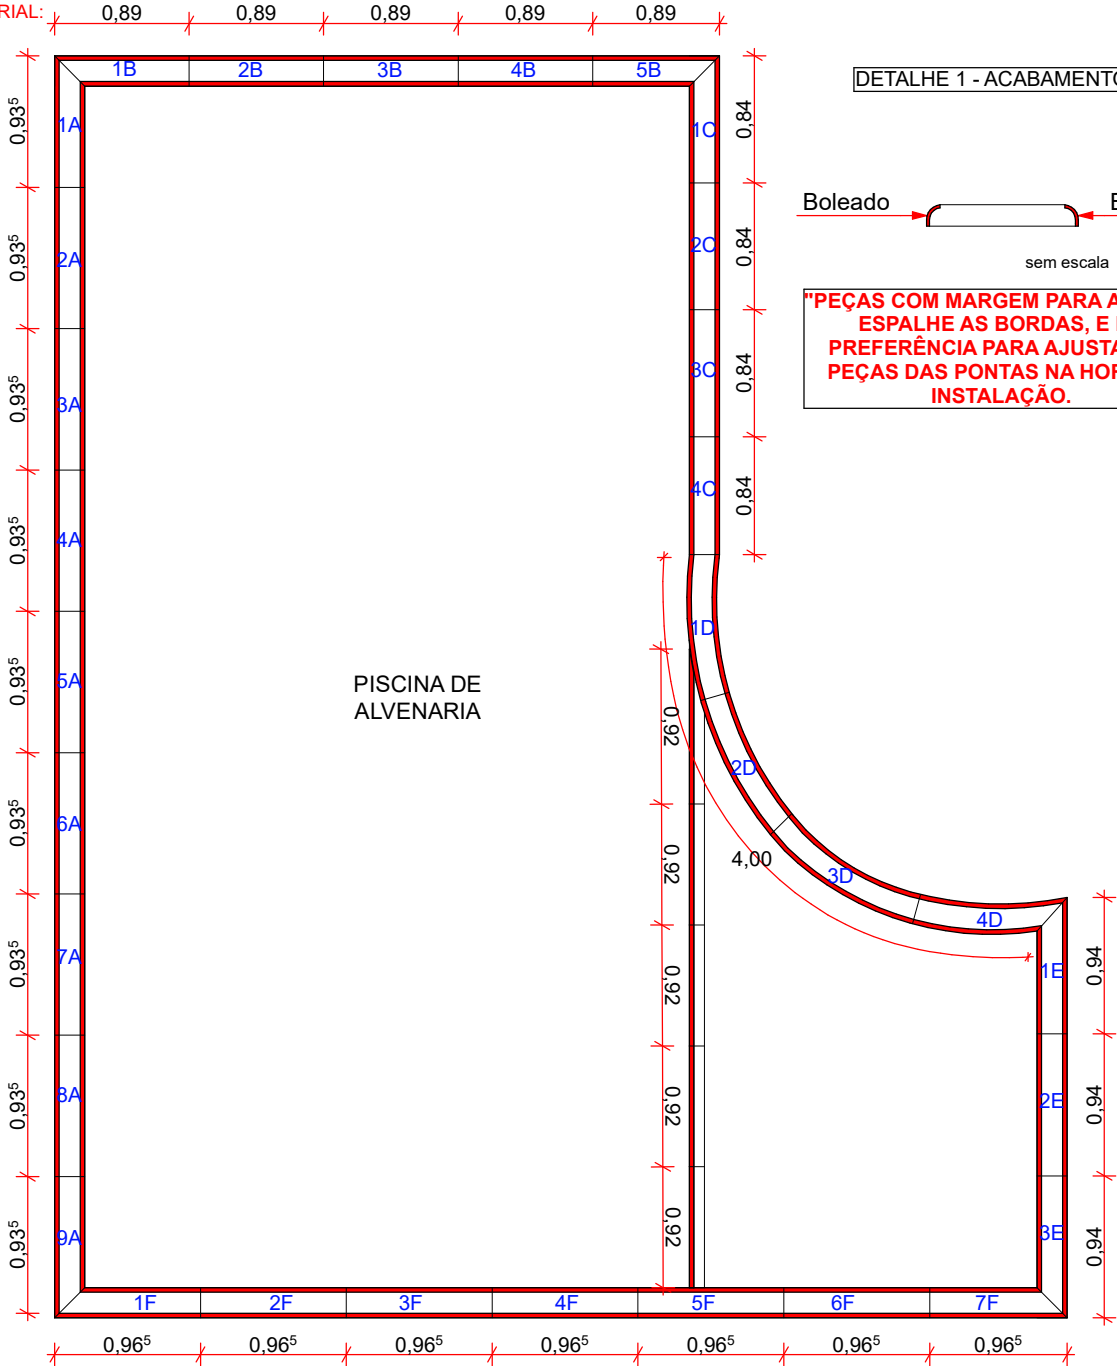 RIAL:
0,89
0,89
0,89
0,89
0,89
1B
2B
3B
4B
5B
DETALHE 1 - ACABAMENTO
Boleado
sem escala
"PEÇAS COM MARGEM PARA A
ESPALHE AS BORDAS, E
PREFERÊNCIA PARA AJUSTA
PEÇAS DAS PONTAS NA HOR
INSTALAÇÃO.
0,93⁵
0,93⁵
0,93⁵
0,93⁵
0,93⁵
0,93⁵
0,93⁵
0,93⁵
0,93⁵
1A
2A
3A
4A
5A
6A
7A
8A
9A
1C
2C
3C
4C
0,84
0,84
0,84
0,84
PISCINA DE
ALVENARIA
1D
2D
3D
4D
4,00
0,92
0,92
0,92
0,92
0,92
1E
2E
3E
0,94
0,94
0,94
1F
2F
3F
4F
5F
6F
7F
0,96⁵
0,96⁵
0,96⁵
0,96⁵
0,96⁵
0,96⁵
0,96⁵